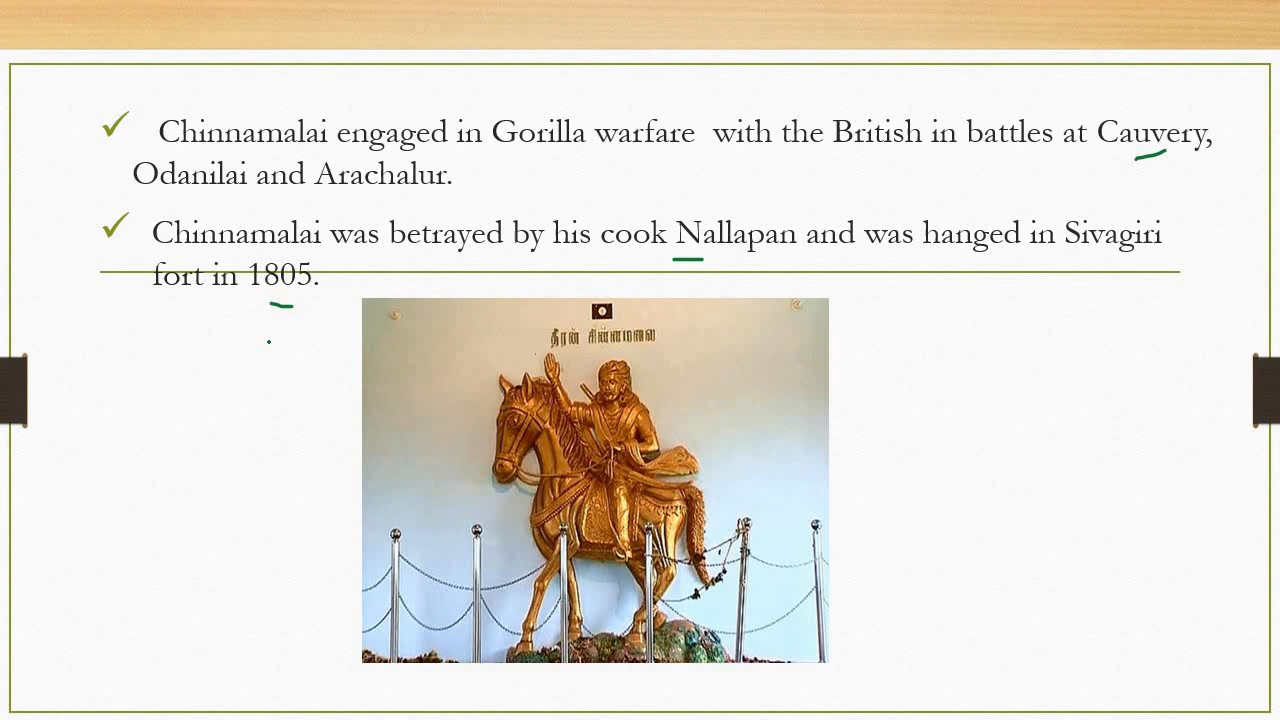 Chinnamalai engaged in Gorilla warfare with the British in battles at Cauvery,
Odanilai and Arachalur.
Chinnamalai was betrayed by his cook Nallapan and was hanged in Sivagiri
fort in 1805.
தீரன் சின்னமலை